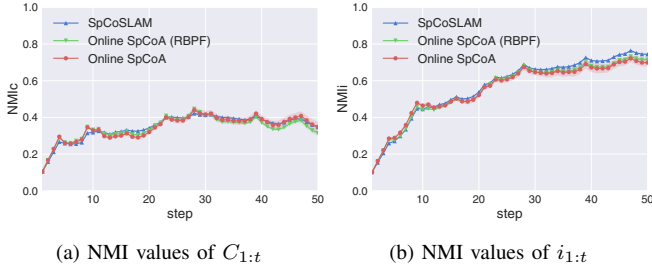 1.0
0.8
0.6
0.4
0.2
0.0
NMIc
SpCoSLAM
Online SpCoA (RBPF)
Online SpCoA
10 20 30 40 50
step
(a) NMI values of C1:t
1.0
0.8
0.6
0.4
0.2
0.0
NMIi
SpCoSLAM
Online SpCoA (RBPF)
Online SpCoA
10 20 30 40 50
step
(b) NMI values of i1:t